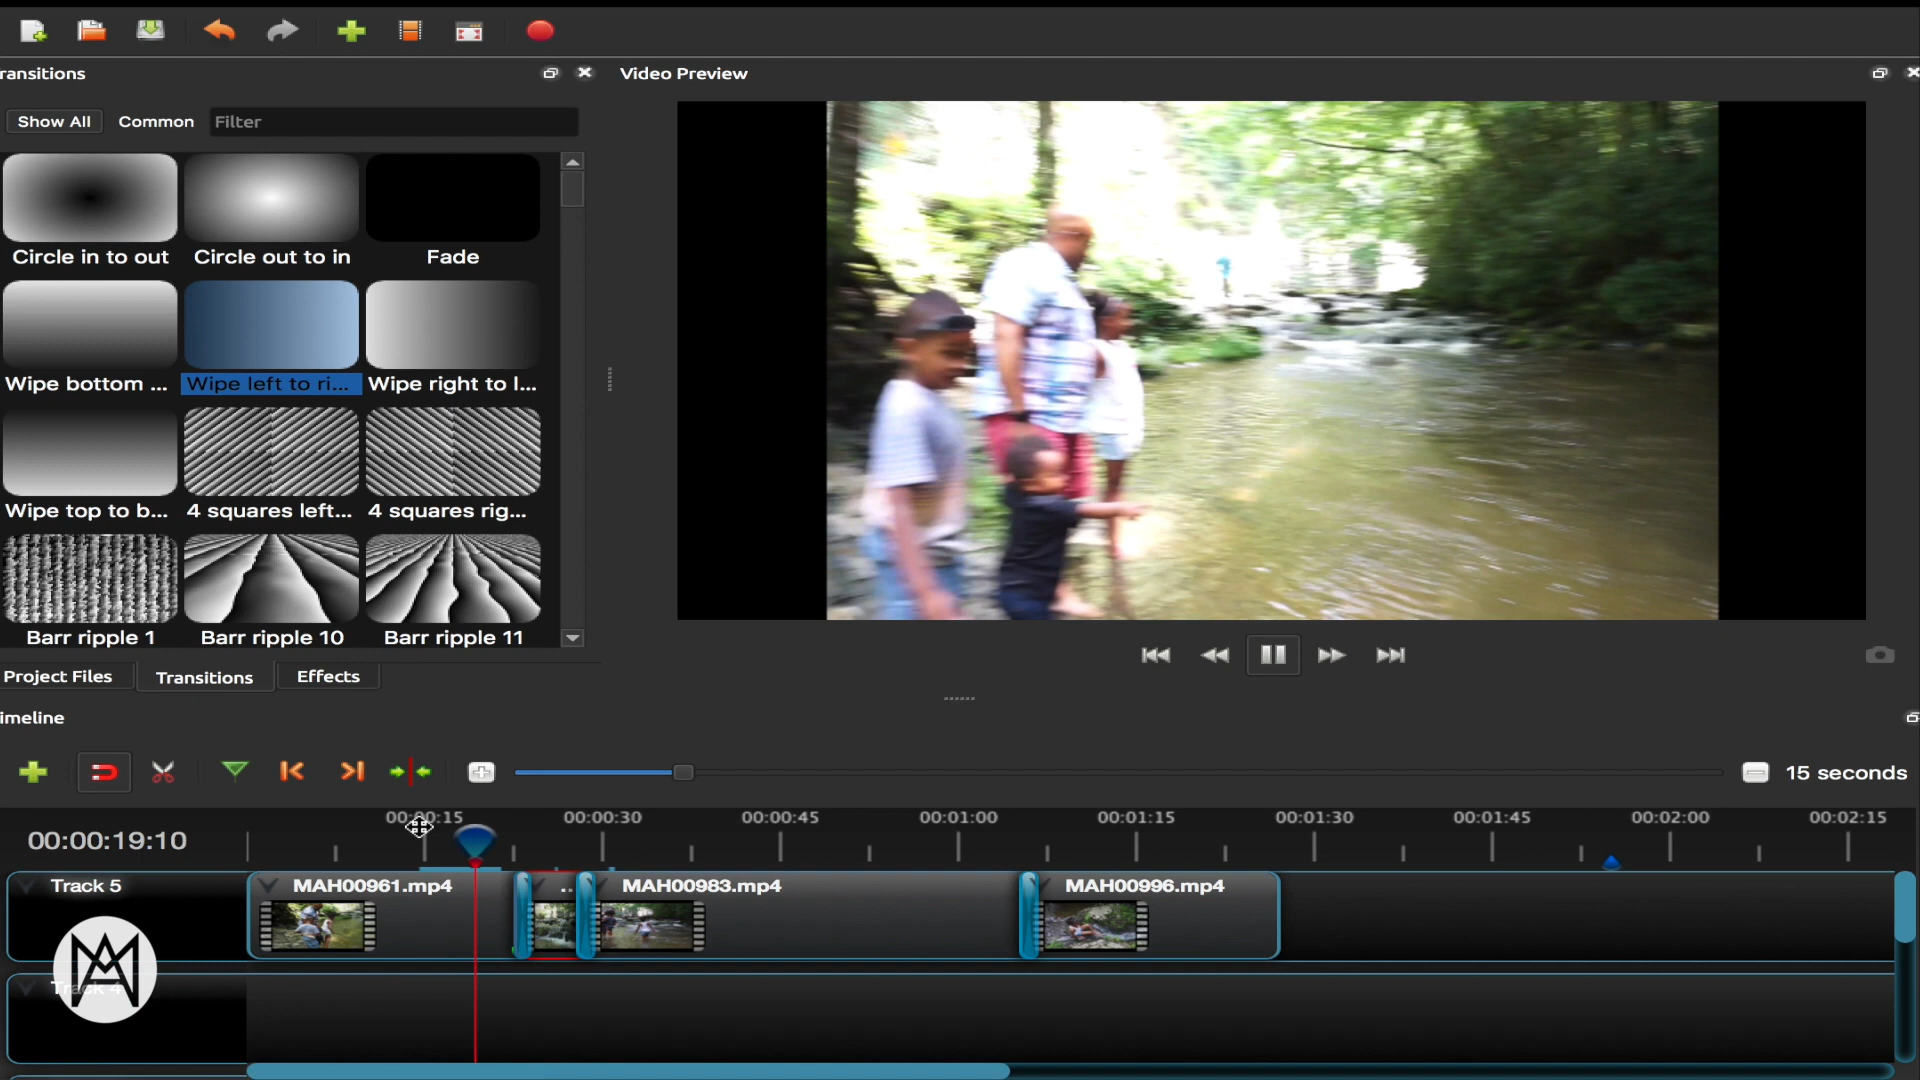 ransitions
Video Preview
Show All
Common
Filter
Circle in to out
Circle out to in
Fade
Wipe bottom ...
Wipe left to ri...
Wipe right to l...
Wipe top to b...
4 squares left...
4 squares rig...
Barr ripple 1
Barr ripple 10
Barr ripple 11
Project Files
Transitions
Effects
imeline
15 seconds
00:00:19:10
00:00:15
00:00:30
00:00:45
00:01:00
00:01:15
00:01:30
00:01:45
00:02:00
00:02:15
Track 5
MAH00961.mp4
..
MAH00983.mp4
MAH00996.mp4
Track 4